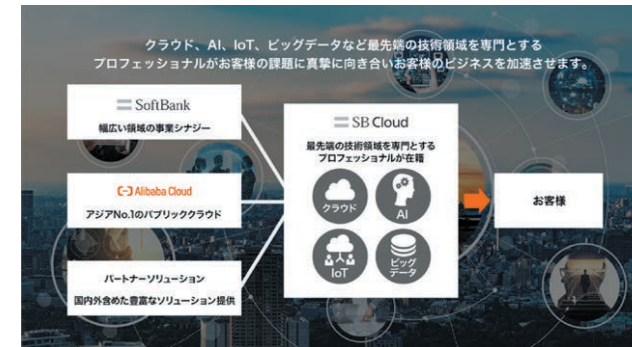 クラウド、AI、IoT、ビッグデータなど最先端の技術領域を専門とする
プロフェッショナルがお客様の課題に真摯に向き合いお客様のビジネスを加速させます。
SoftBank
幅広い領域の事業シナジー
Alibaba Cloud
アジアNo.1のパブリッククラウド
パートナーソリューション
国内外含めた豊富なソリューション提供
SB Cloud
最先端の技術領域を専門とする
プロフェッショナルが在籍
クラウド
AI
IoT
ビッグ
データ
お客様